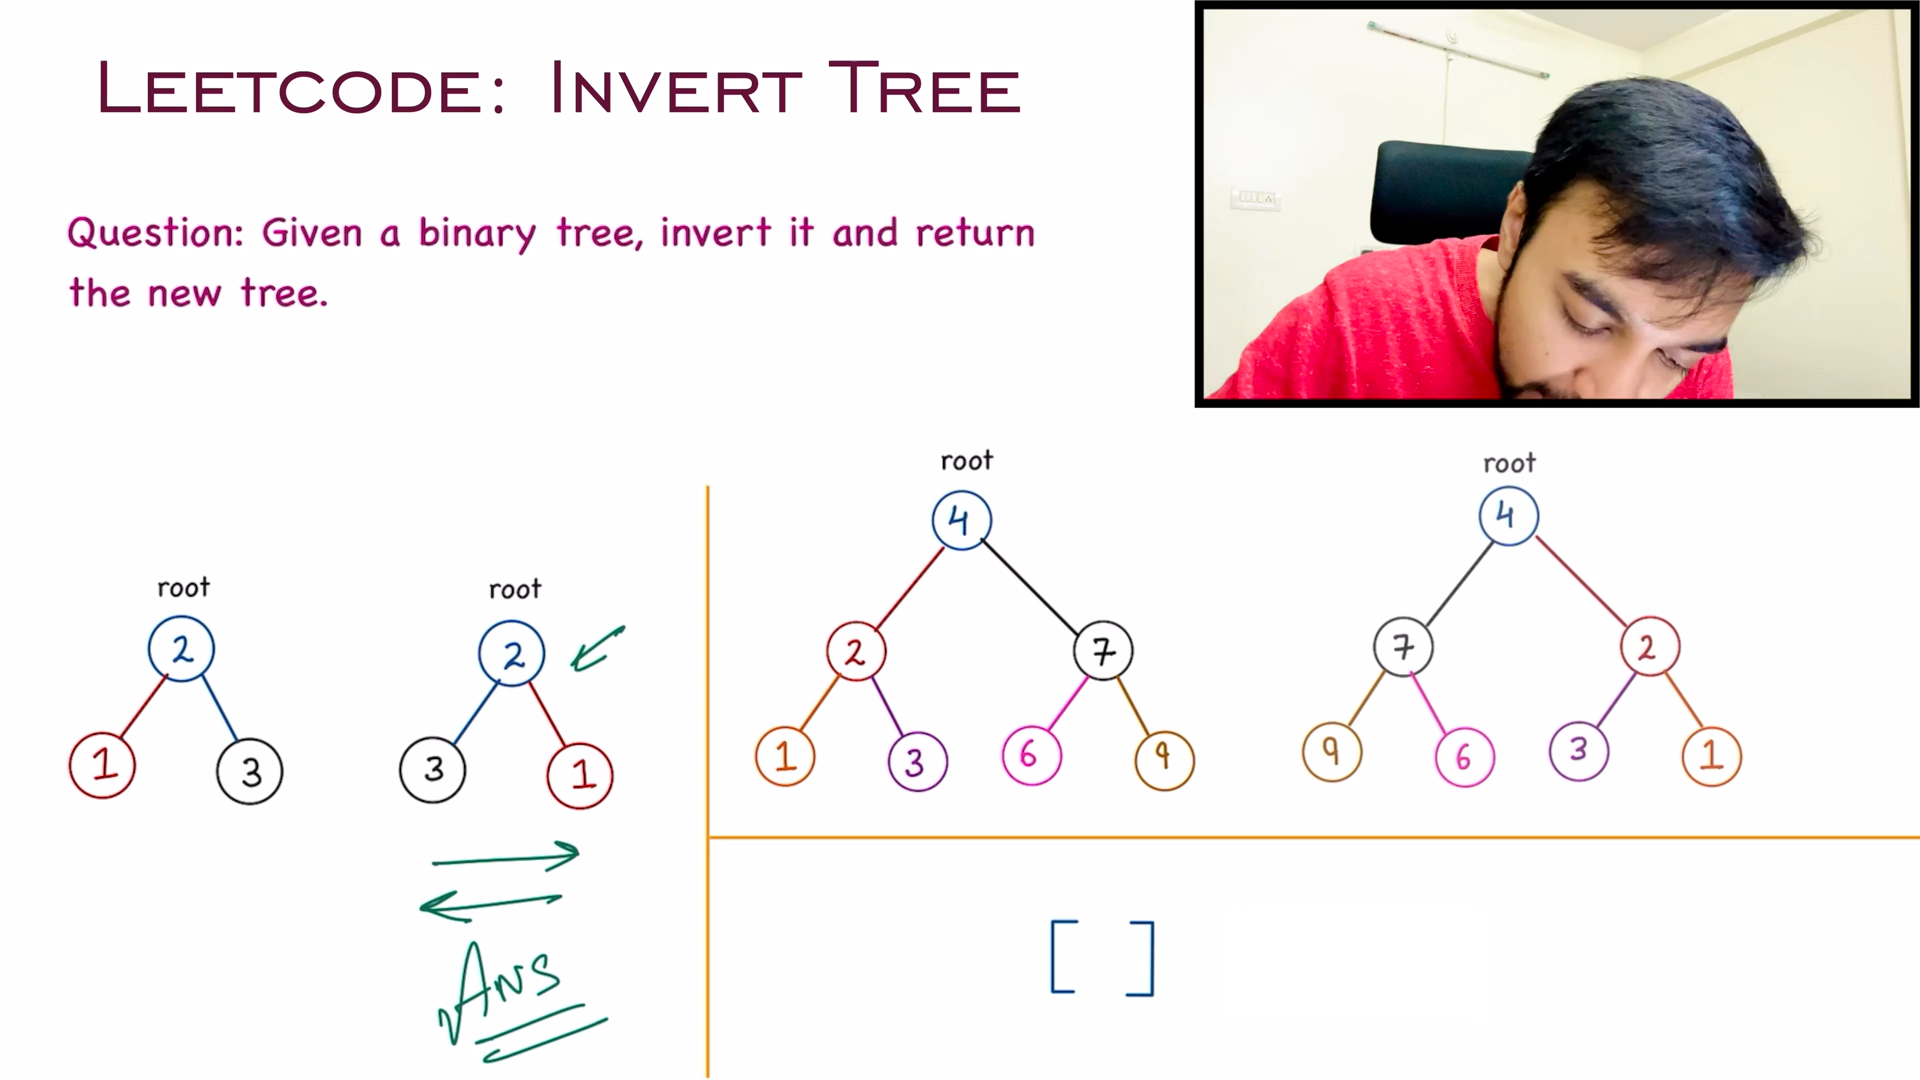 LEETCODE: INVERT TREE
Question: Given a binary tree, invert it and return
the new tree.
root
2
1 3
root
2
3 1
Ans
root
4
2 7
1 3 6 9
root
4
7 2
9 6 3 1
[ ]